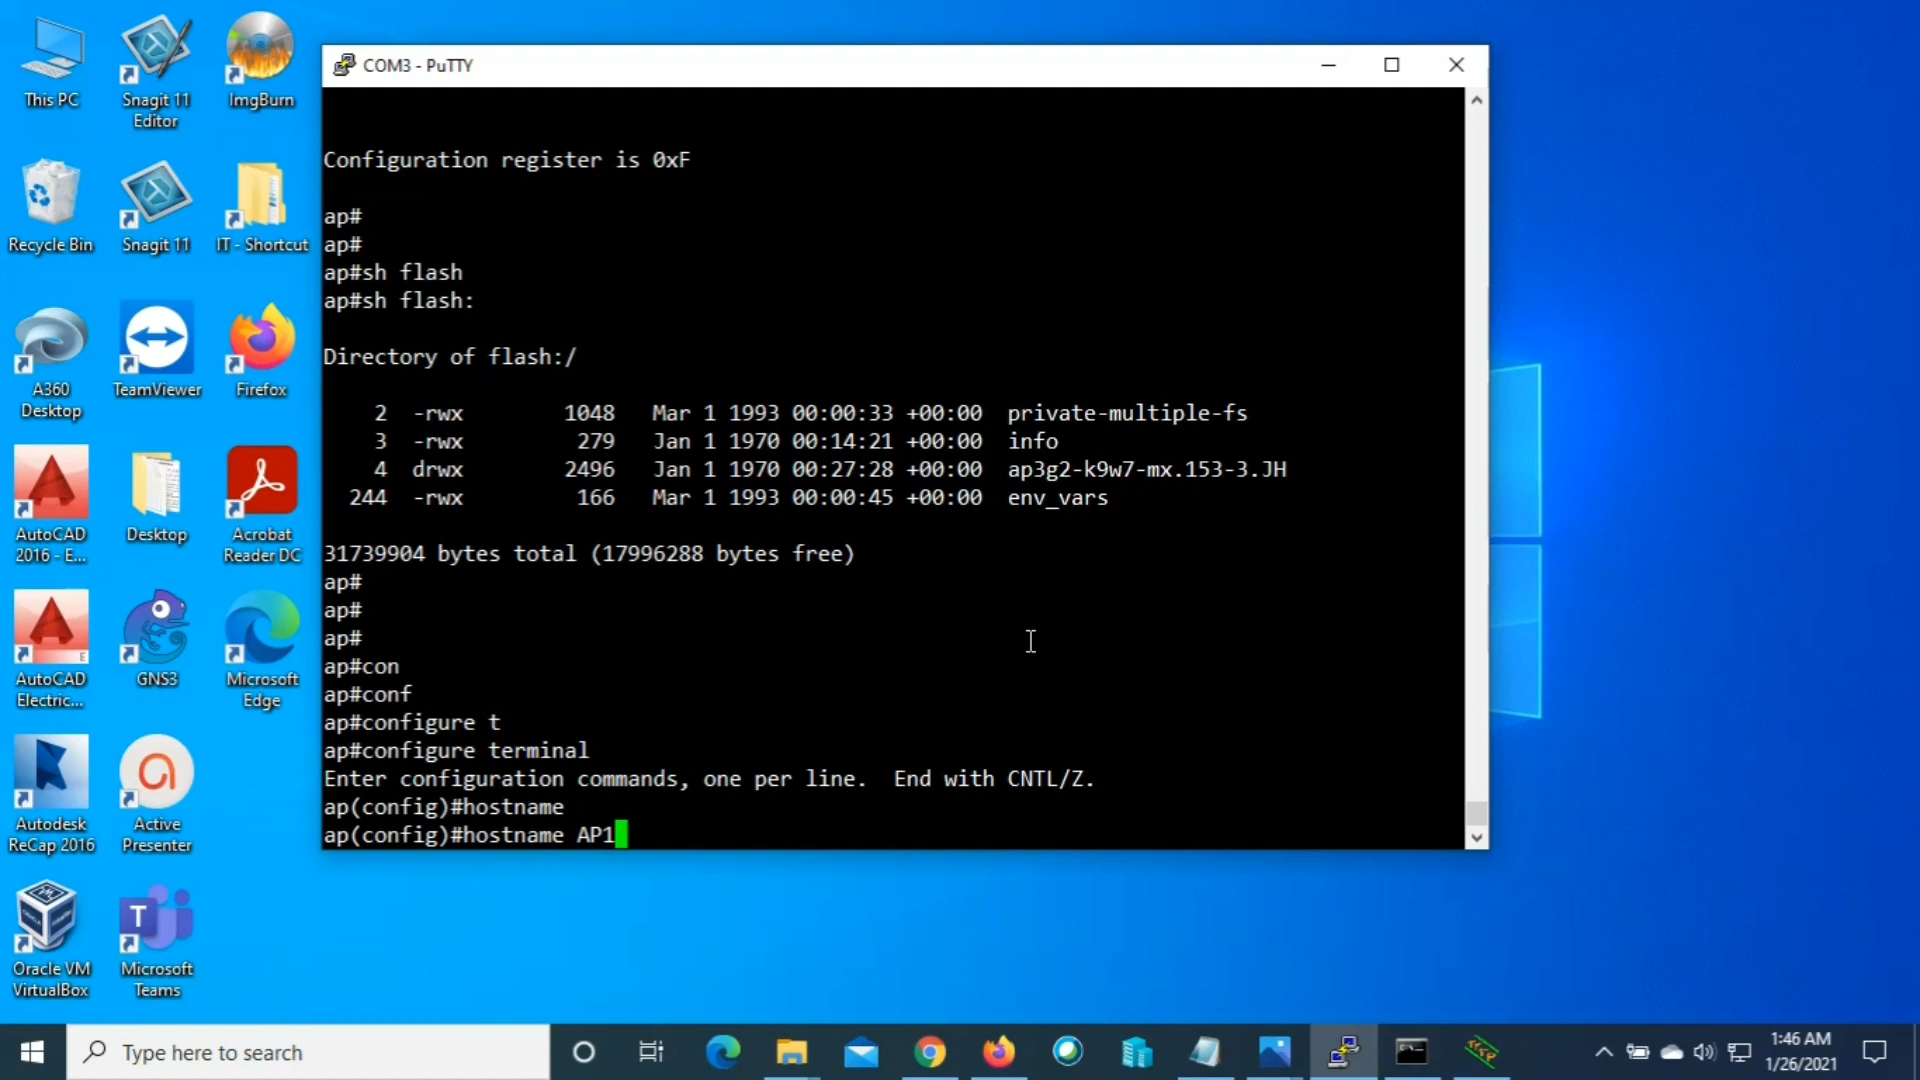 This PC
Snagit 11
Editor
ImgBurn
Recycle Bin
Snagit 11
IT - Shortcut
A360
Desktop
TeamViewer
Firefox
AutoCAD
2016 - E...
Desktop
Acrobat
Reader DC
AutoCAD
Electric...
GNS3
Microsoft
Edge
Autodesk
ReCap 2016
Active
Presenter
Oracle VM
VirtualBox
Microsoft
Teams
COM3 - PuTTY
Configuration register is 0xF
ap#
ap#
ap#sh flash
ap#sh flash:
Directory of flash:/
2 -rwx 1048 Mar 1 1993 00:00:33 +00:00 private-multiple-fs
3 -rwx 279 Jan 1 1970 00:14:21 +00:00 info
4 drwx 2496 Jan 1 1970 00:27:28 +00:00 ap3g2-k9w7-mx.153-3.JH
244 -rwx 166 Mar 1 1993 00:00:45 +00:00 env_vars
31739904 bytes total (17996288 bytes free)
ap#
ap#
ap#
ap#con
ap#conf
ap#configure t
ap#configure terminal
Enter configuration commands, one per line. End with CNTL/Z.
ap(config)#hostname
ap(config)#hostname AP1
Type here to search
1:46 AM
1/26/2021